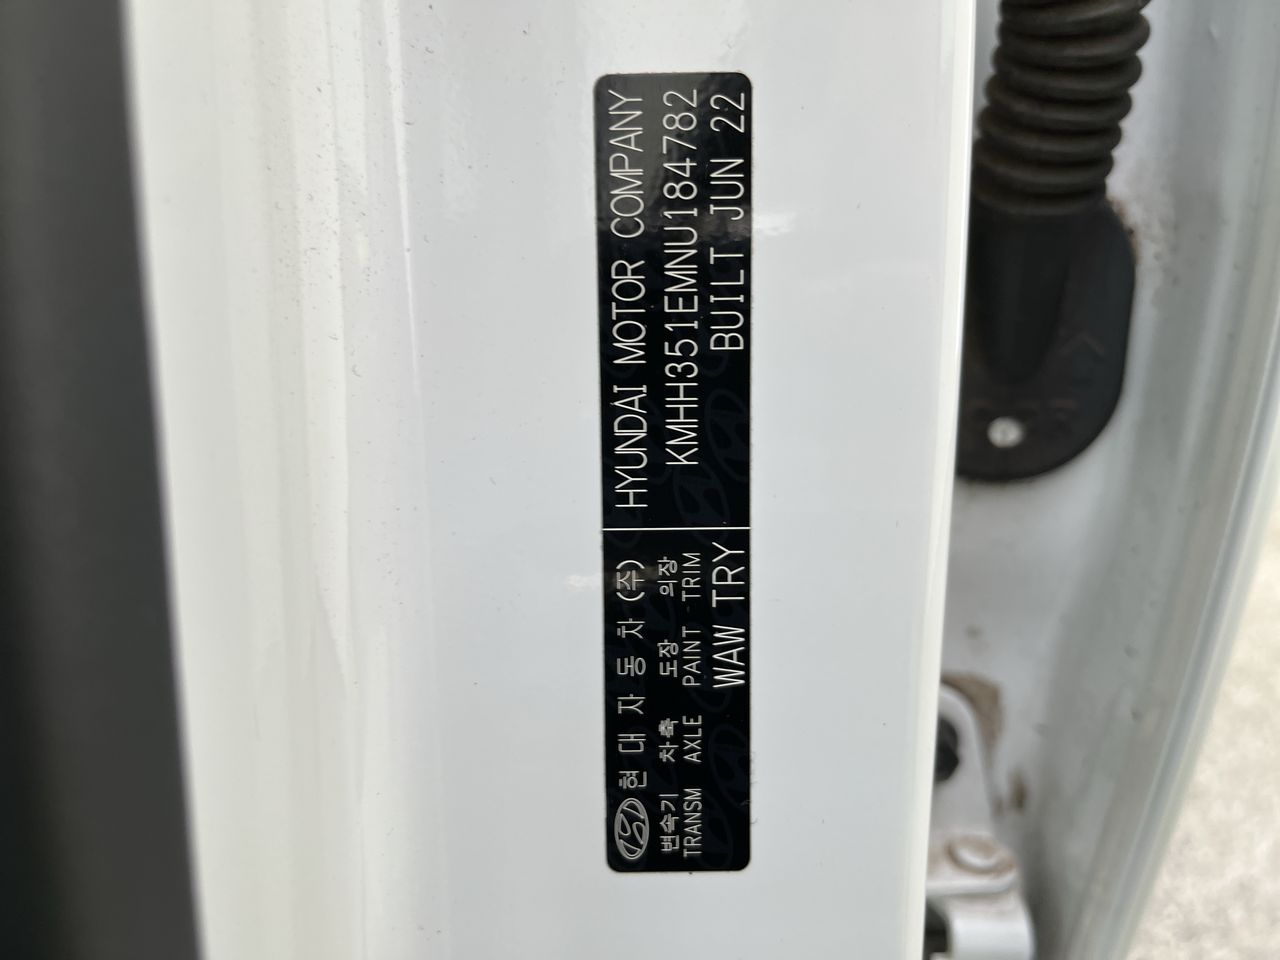 현대자동차(주)
변속기 차축 도장 의장
TRANSM AXLE PAINT TRIM
WAW TRY
HYUNDAI MOTOR COMPANY
KMHH351EMNU184782
BUILT JUN 22